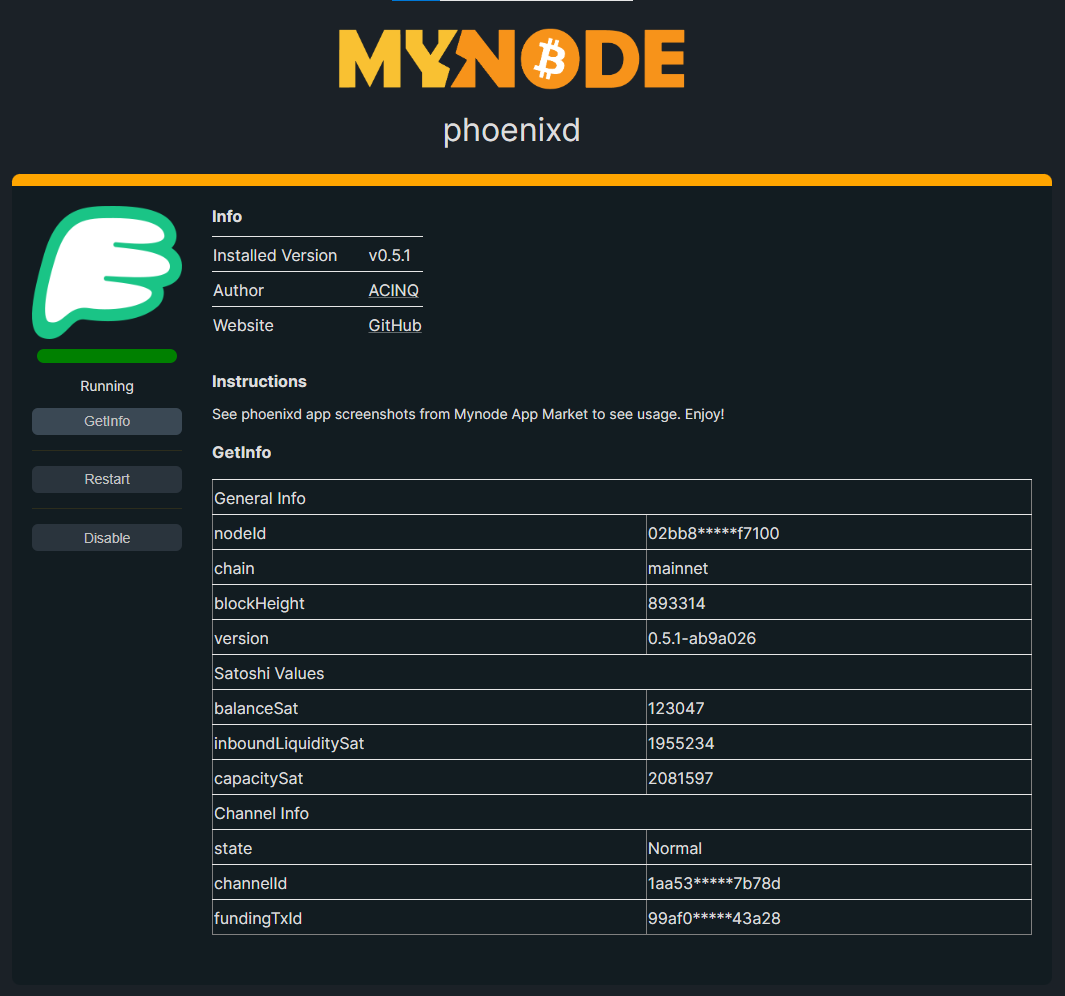 MYNODE
phoenixd
Info
Installed Version v0.5.1
Author ACINQ
Website GitHub
Running
GetInfo
Restart
Disable
Instructions
See phoenixd app screenshots from Mynode App Market to see usage. Enjoy!
GetInfo
General Info
nodeId 02bb8*****f7100
chain mainnet
blockHeight 893314
version 0.5.1-ab9a026
Satoshi Values
balanceSat 123047
inboundLiquiditySat 1955234
capacitySat 2081597
Channel Info
state Normal
channelId 1aa53*****7b78d
fundingTxId 99af0*****43a28